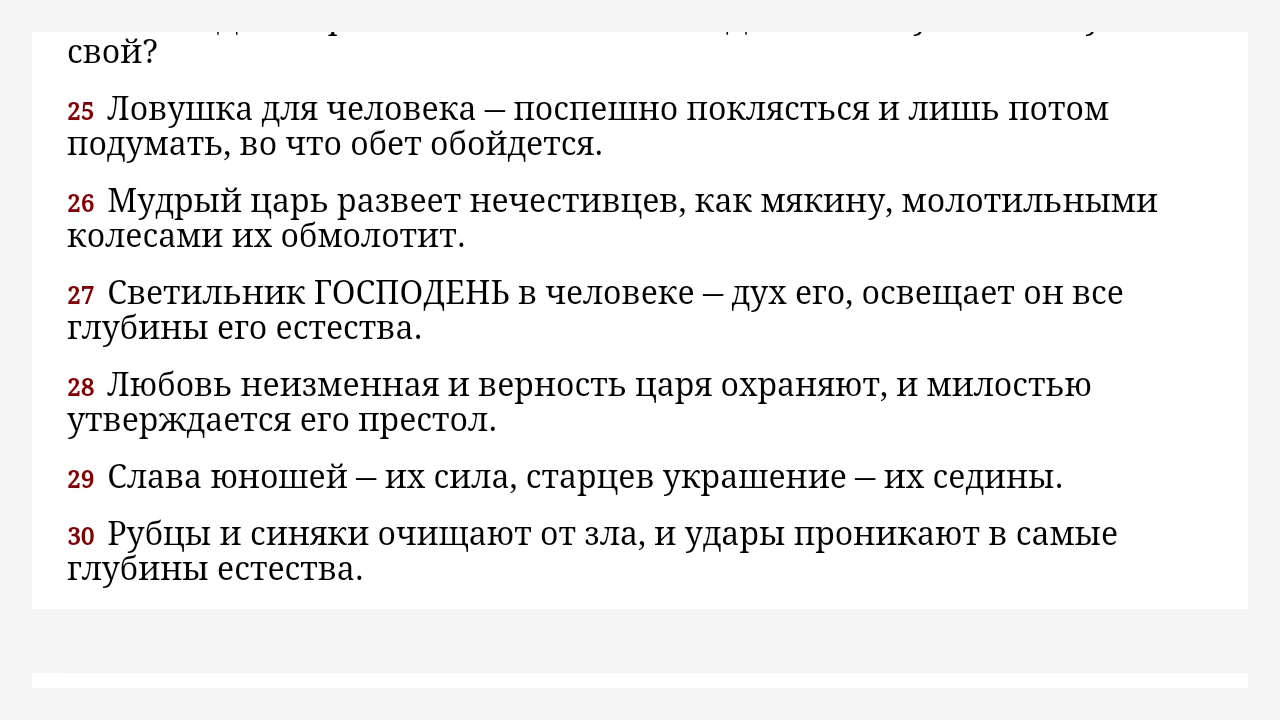 свой?
25 Ловушка для человека – поспешно поклясться и лишь потом
подумать, во что обет обойдется.
26 Мудрый царь развеет нечестивцев, как мякину, молотильными
колесами их обмолотит.
27 Светильник ГОСПОДЕНЬ в человеке – дух его, освещает он все
глубины его естества.
28 Любовь неизменная и верность царя охраняют, и милостью
утверждается его престол.
29 Слава юношей – их сила, старцев украшение – их седины.
30 Рубцы и синяки очищают от зла, и удары проникают в самые
глубины естества.